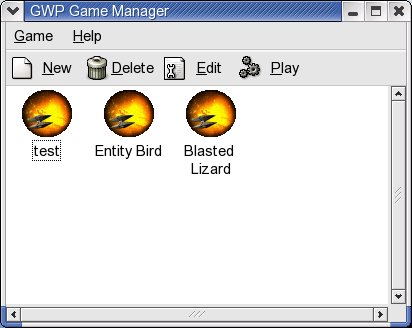 GWP Game Manager
Game Help
New Delete Edit Play
test Entity Bird Blasted
Lizard